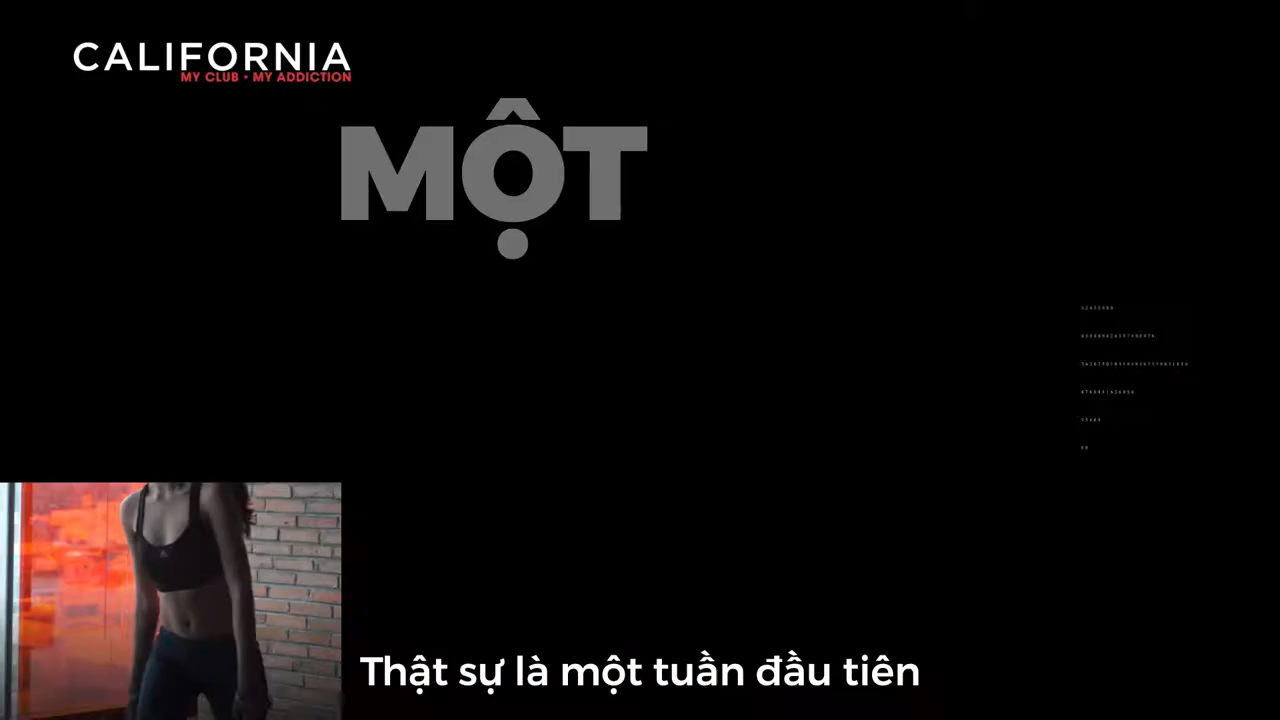 CALIFORNIA
MY CLUB • MY ADDICTION
MỘT
Thật sự là một tuần đầu tiên